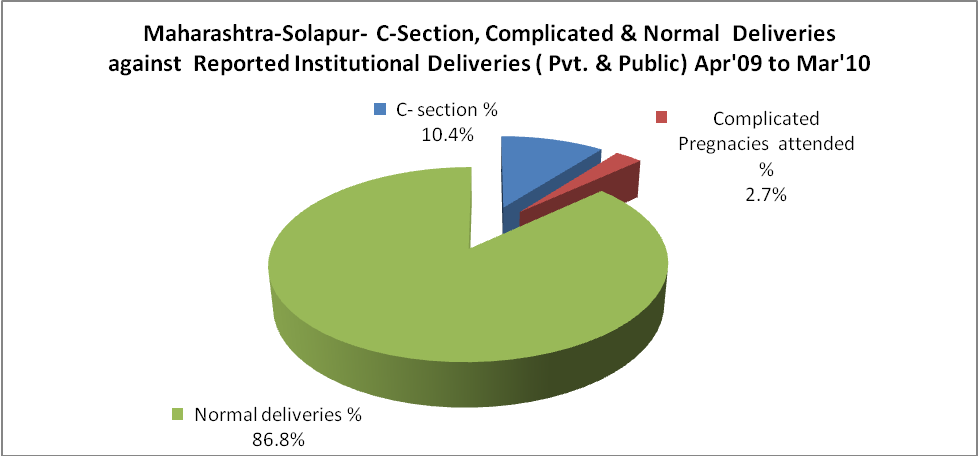 Maharashtra-Solapur- C-Section, Complicated & Normal Deliveries
against Reported Institutional Deliveries ( Pvt. & Public) Apr'09 to Mar'10
C- section %
10.4%
Complicated
Pregnacies attended
%
2.7%
Normal deliveries %
86.8%